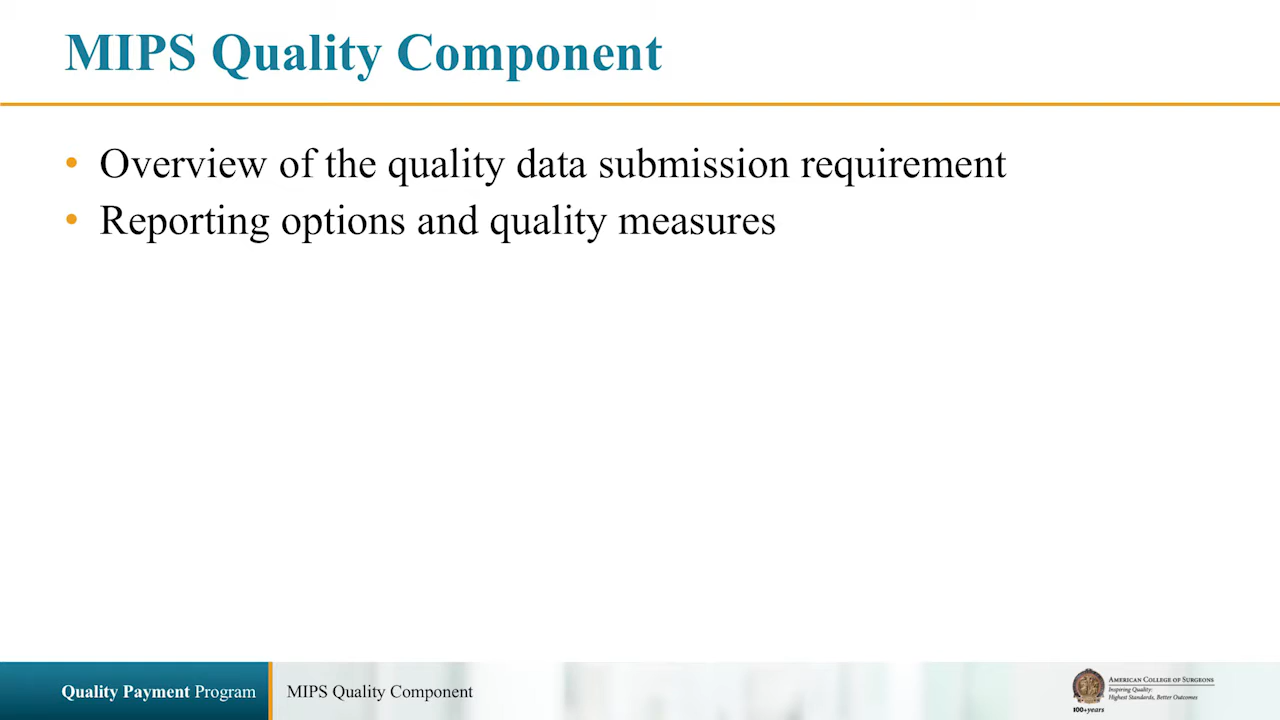 MIPS Quality Component
• Overview of the quality data submission requirement
• Reporting options and quality measures
Quality Payment Program
MIPS Quality Component
AMERICAN COLLEGE OF SURGEONS
Inspiring Quality:
Highest Standards, Better Outcomes
100+years